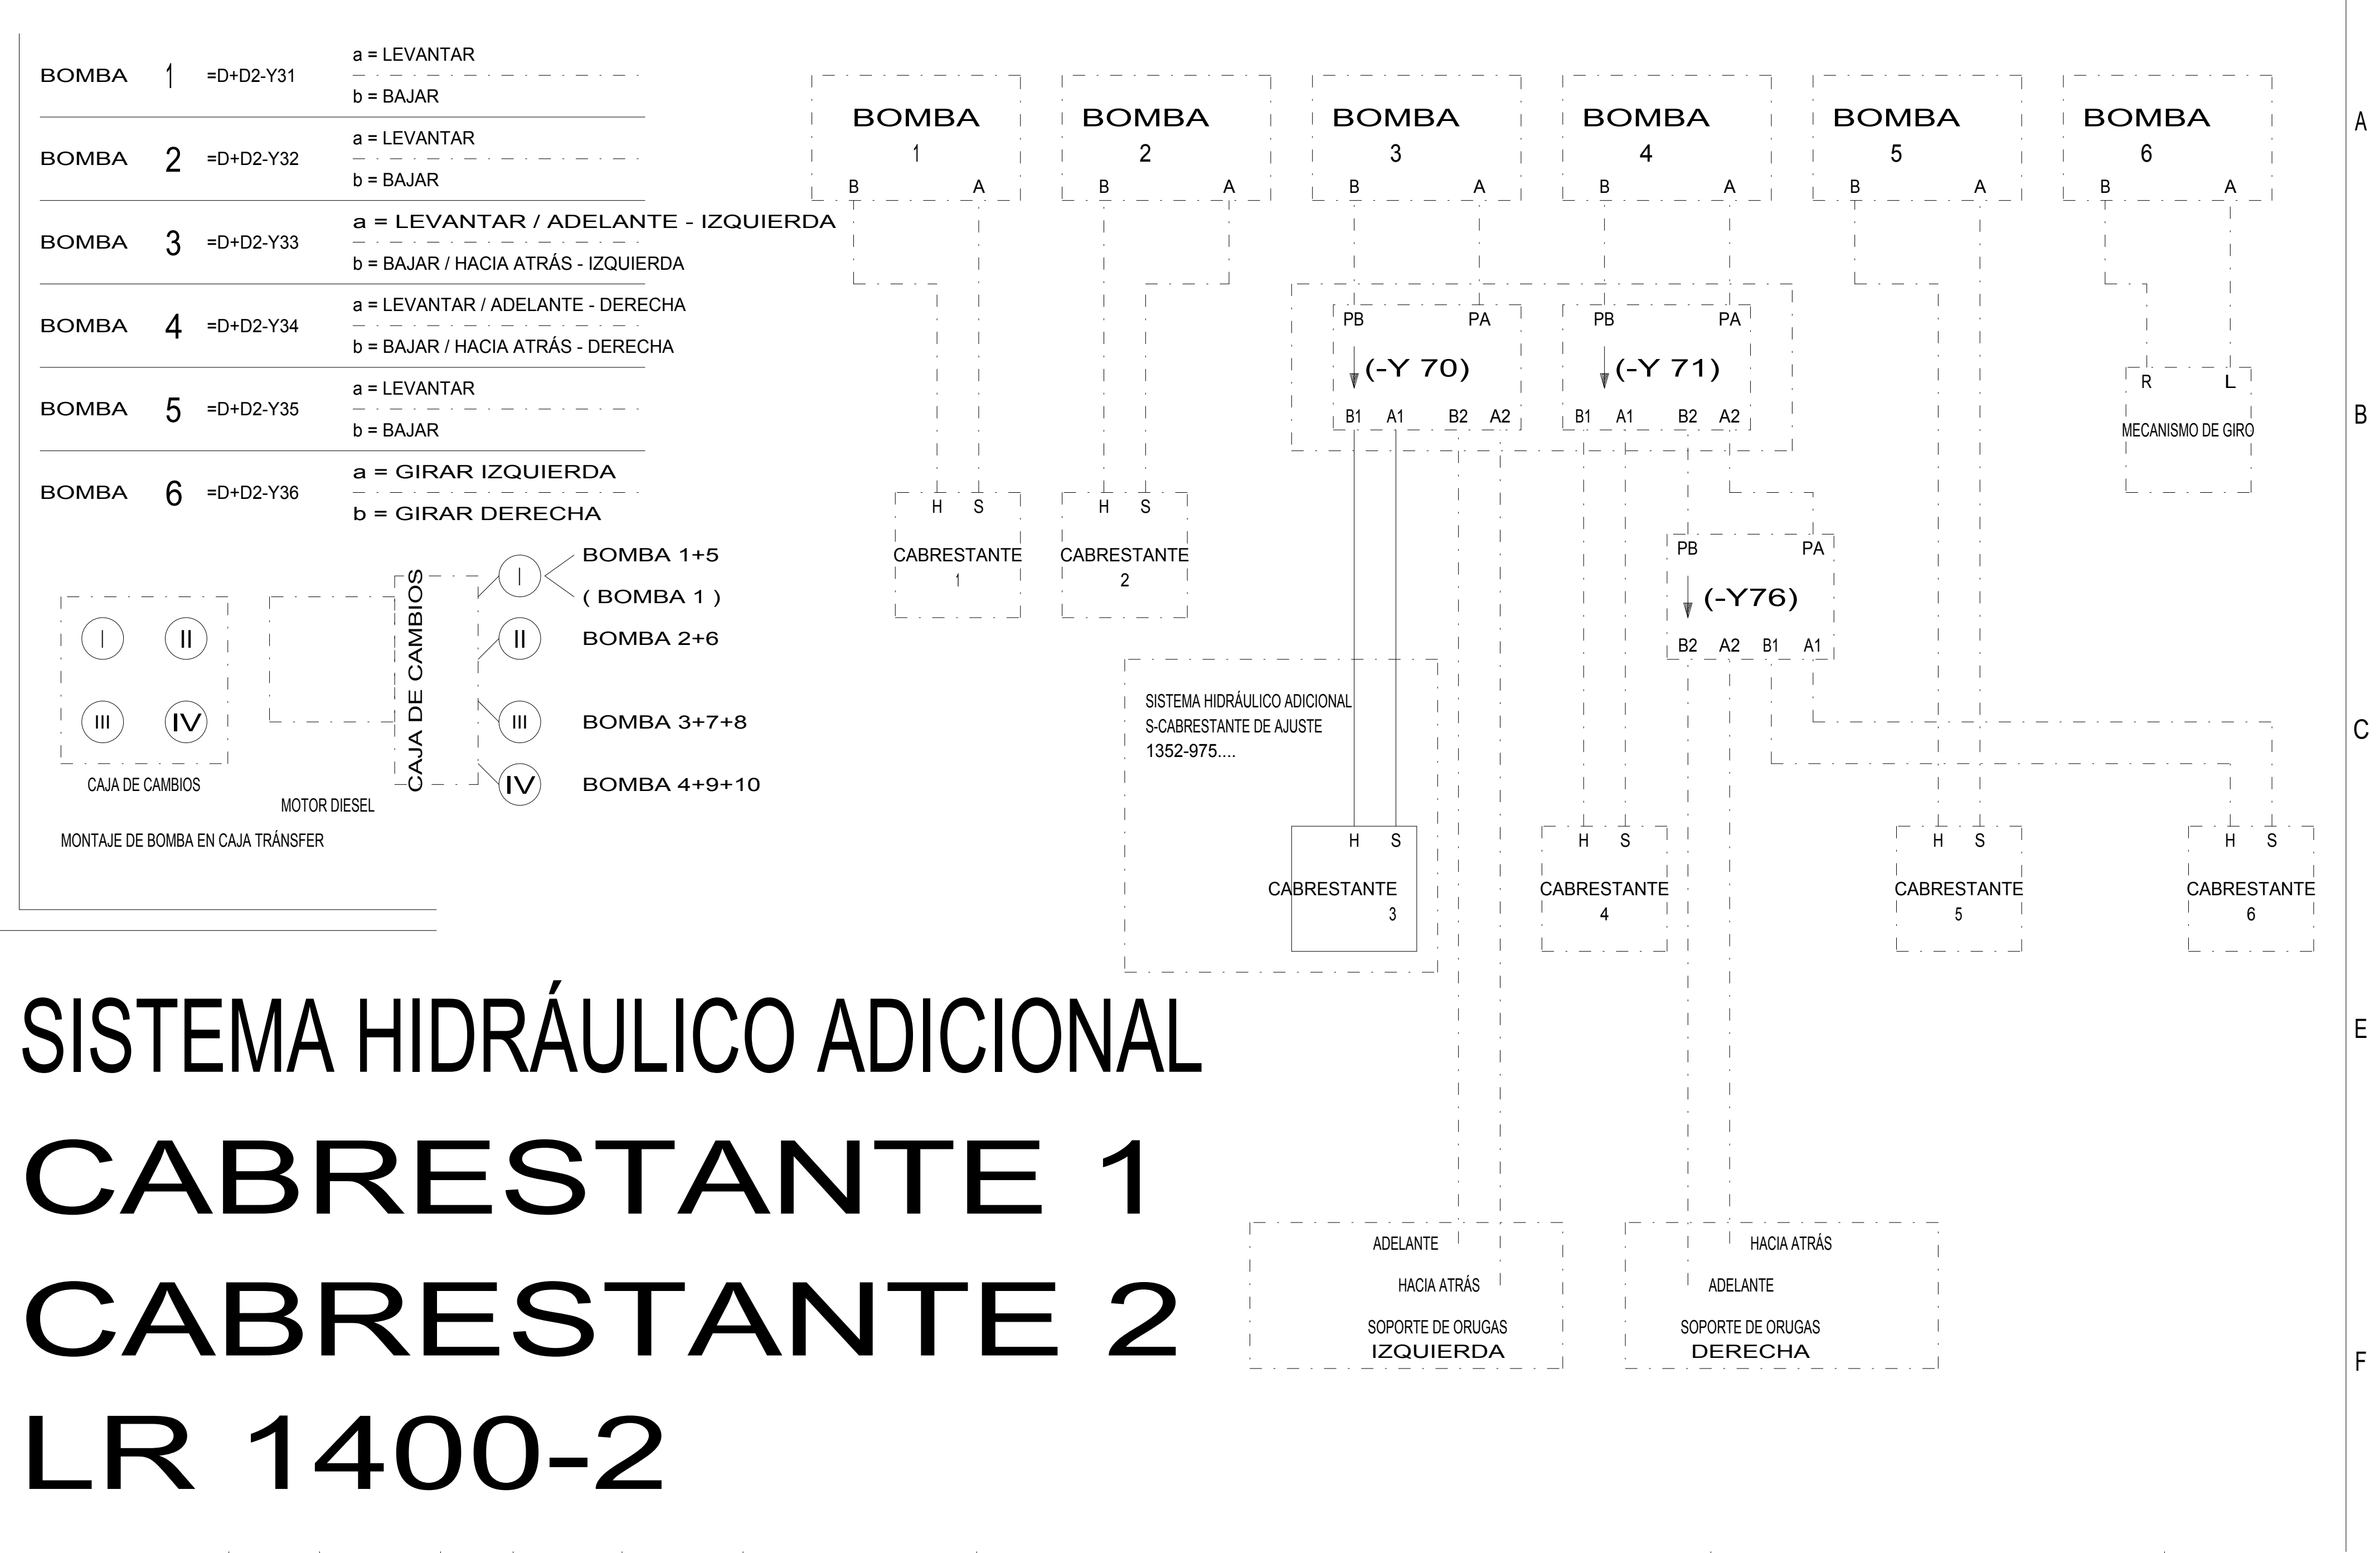 a = LEVANTAR
BOMBA 1 =D+D2-Y31
b = BAJAR
a = LEVANTAR
BOMBA 2 =D+D2-Y32
b = BAJAR
a = LEVANTAR / ADELANTE - IZQUIERDA
BOMBA 3 =D+D2-Y33
b = BAJAR / HACIA ATRÁS - IZQUIERDA
a = LEVANTAR / ADELANTE - DERECHA
BOMBA 4 =D+D2-Y34
b = BAJAR / HACIA ATRÁS - DERECHA
a = LEVANTAR
BOMBA 5 =D+D2-Y35
b = BAJAR
a = GIRAR IZQUIERDA
BOMBA 6 =D+D2-Y36
b = GIRAR DERECHA
I II
III IV
CAJA DE CAMBIOS
MOTOR DIESEL
CAJA DE CAMBIOS
I BOMBA 1+5
( BOMBA 1 )
II BOMBA 2+6
III BOMBA 3+7+8
IV BOMBA 4+9+10
MONTAJE DE BOMBA EN CAJA TRÁNSFER
BOMBA
1
B A
BOMBA
2
B A
BOMBA
3
B A
BOMBA
4
B A
BOMBA
5
B A
BOMBA
6
B A
PB PA
(-Y 70)
B1 A1 B2 A2
PB PA
(-Y 71)
B1 A1 B2 A2
R L
MECANISMO DE GIRO
H S
CABRESTANTE
1
H S
CABRESTANTE
2
PB PA
(-Y76)
B2 A2 B1 A1
SISTEMA HIDRÁULICO ADICIONAL
S-CABRESTANTE DE AJUSTE
1352-975....
H S
CABRESTANTE
3
H S
CABRESTANTE
4
H S
CABRESTANTE
5
H S
CABRESTANTE
6
ADELANTE
HACIA ATRÁS
SOPORTE DE ORUGAS
IZQUIERDA
HACIA ATRÁS
ADELANTE
SOPORTE DE ORUGAS
DERECHA
A
B
C
E
F
SISTEMA HIDRÁULICO ADICIONAL
CABRESTANTE 1
CABRESTANTE 2
LR 1400-2